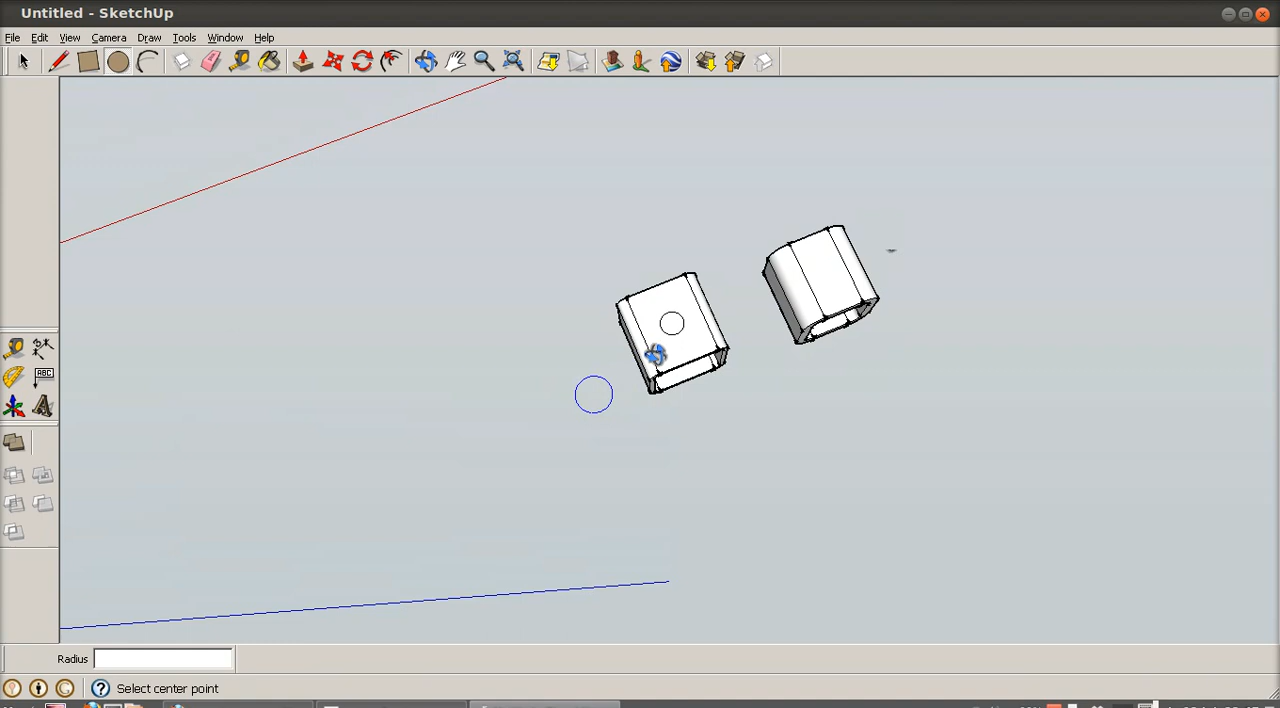 Untitled - SketchUp
File Edit View Camera Draw Tools Window Help
ABC
Radius
Select center point